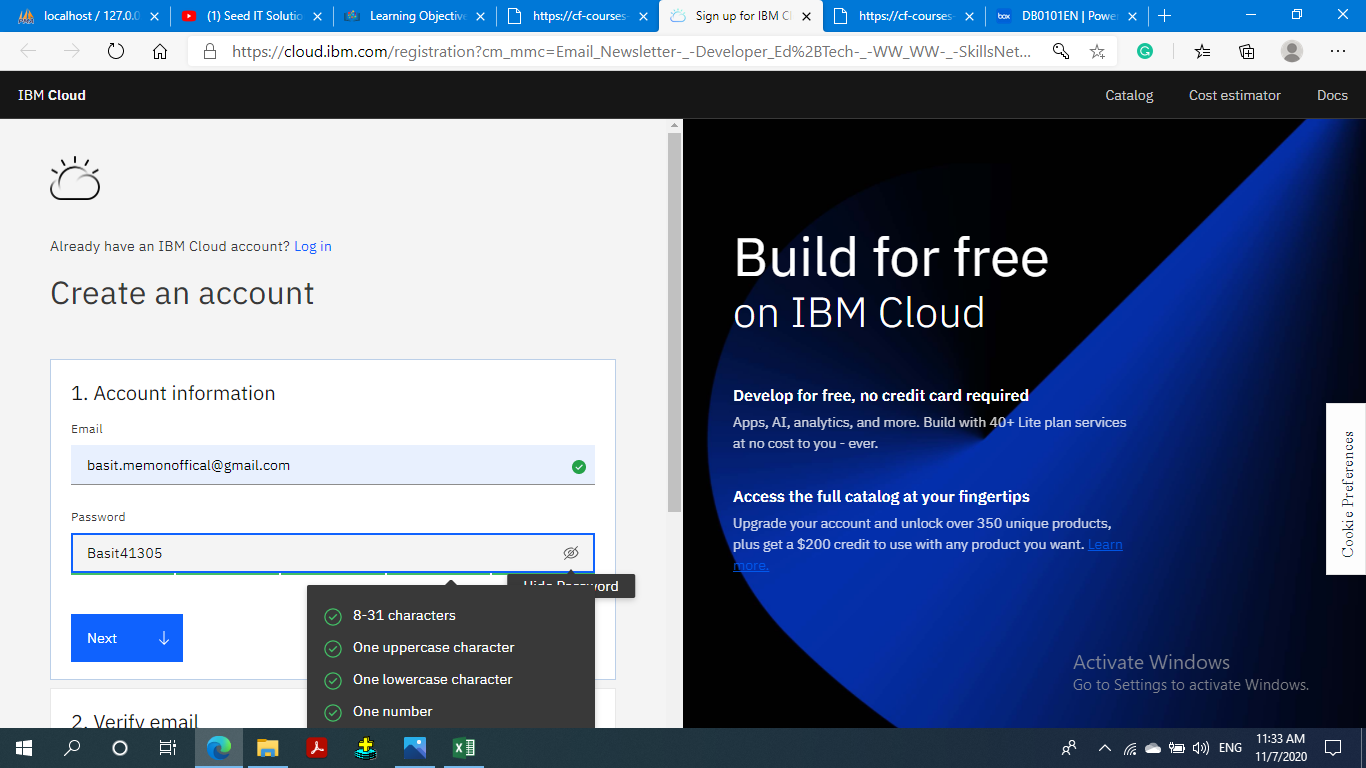 localhost / 127.0.0
(1) Seed IT Solutio
Learning Objective
https://cf-courses-
Sign up for IBM Cl
https://cf-courses-
box
DB0101EN | Power
https://cloud.ibm.com/registration?cm_mmc=Email_Newsletter-_-Developer_Ed%2BTech-_-WW_WW-_-SkillsNet...
IBM Cloud
Catalog
Cost estimator
Docs
Already have an IBM Cloud account? Log in
Create an account
1. Account information
Email
basit.memonoffical@gmail.com
Password
Basit41305
Hide Password
8-31 characters
One uppercase character
One lowercase character
One number
Next
2. Verify email
Build for free
on IBM Cloud
Develop for free, no credit card required
Apps, AI, analytics, and more. Build with 40+ Lite plan services
at no cost to you - ever.
Access the full catalog at your fingertips
Upgrade your account and unlock over 350 unique products,
plus get a $200 credit to use with any product you want. Learn
more.
Cookie Preferences
Activate Windows
Go to Settings to activate Windows.
ENG
11:33 AM
11/7/2020